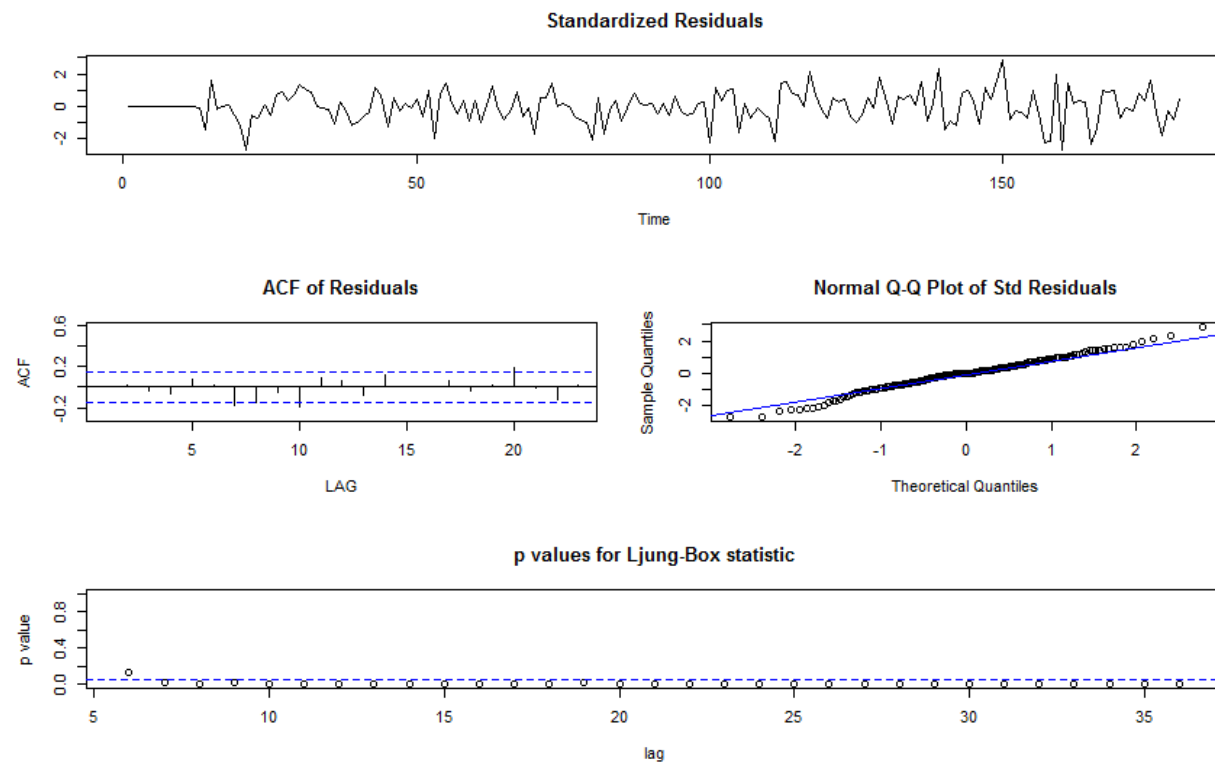 Standardized Residuals
2
0
-2
0 50 100 150
Time
ACF of Residuals
ACF
0.6
0.2
-0.2
5 10 15 20
LAG
Normal Q-Q Plot of Std Residuals
Sample Quantiles
2
0
-2
-2 -1 0 1 2
Theoretical Quantiles
p values for Ljung-Box statistic
p value
0.8
0.4
0.0
5 10 15 20 25 30 35
lag